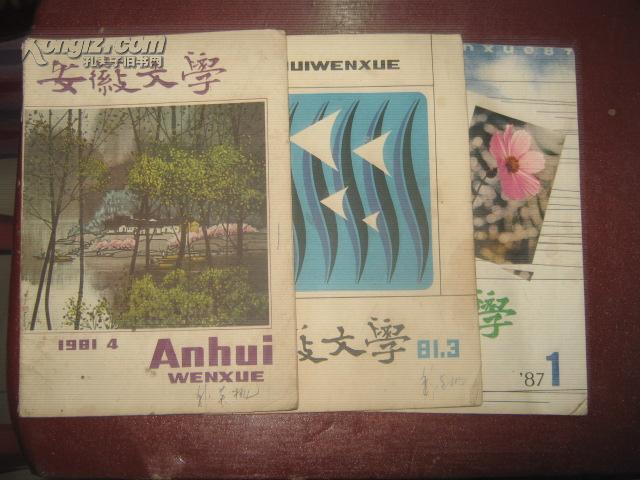 Kongfz.com
孔夫子旧书网
安徽文學
1981 4
Anhui
WENXUE
UIWENXUE
文學 81.3
nxue87
學
'87 1